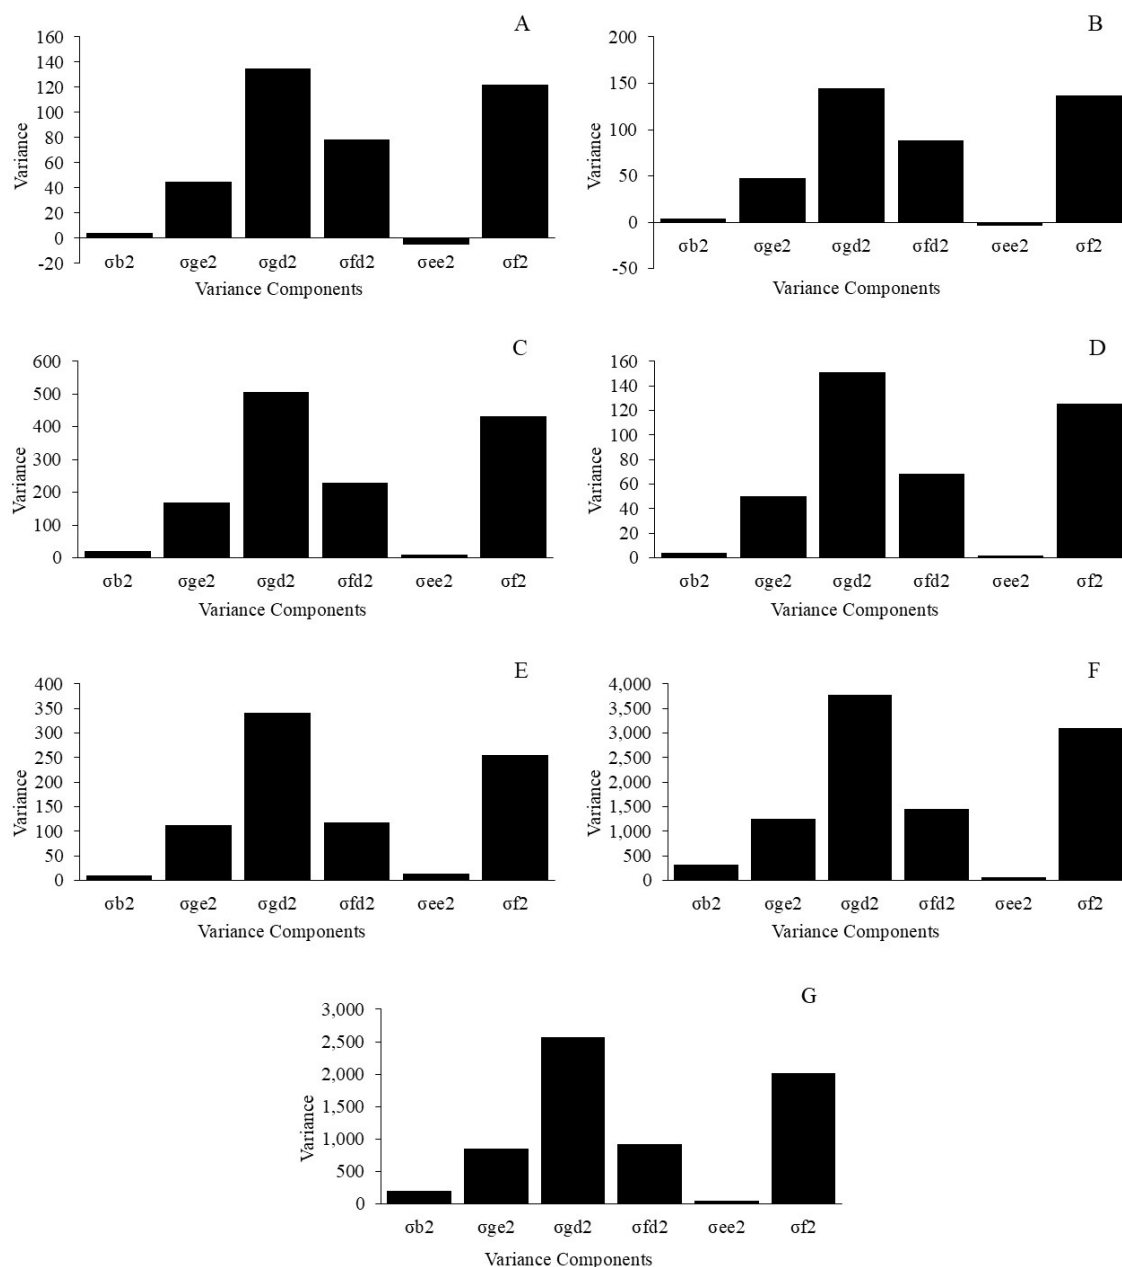 A
160
140
120
100
80
60
40
20
0
-20
Variance
σb2 σge2 σgd2 σfd2 σee2 σf2
Variance Components
B
200
150
100
50
0
-50
Variance
σb2 σge2 σgd2 σfd2 σee2 σf2
Variance Components
C
600
500
400
300
200
100
0
Variance
σb2 σge2 σgd2 σfd2 σee2 σf2
Variance Components
D
160
140
120
100
80
60
40
20
0
Variance
σb2 σge2 σgd2 σfd2 σee2 σf2
Variance Components
E
400
350
300
250
200
150
100
50
0
Variance
σb2 σge2 σgd2 σfd2 σee2 σf2
Variance Components
F
4,000
3,500
3,000
2,500
2,000
1,500
1,000
500
0
Variance
σb2 σge2 σgd2 σfd2 σee2 σf2
Variance Components
G
3,000
2,500
2,000
1,500
1,000
500
0
Variance
σb2 σge2 σgd2 σfd2 σee2 σf2
Variance Components